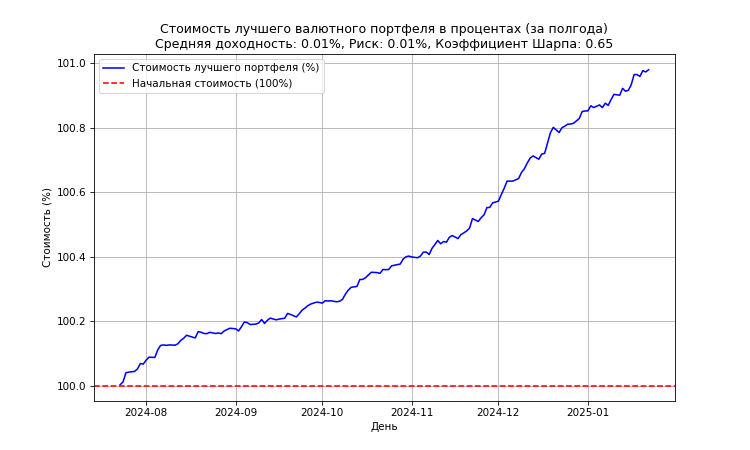 Стоимость лучшего валютного портфеля в процентах (за полгода)
Средняя доходность: 0.01%, Риск: 0.01%, Коэффициент Шарпа: 0.65
Стоимость лучшего портфеля (%)
Начальная стоимость (100%)
Стоимость (%)
101.0
100.8
100.6
100.4
100.2
100.0
2024-08
2024-09
2024-10
2024-11
2024-12
2025-01
День